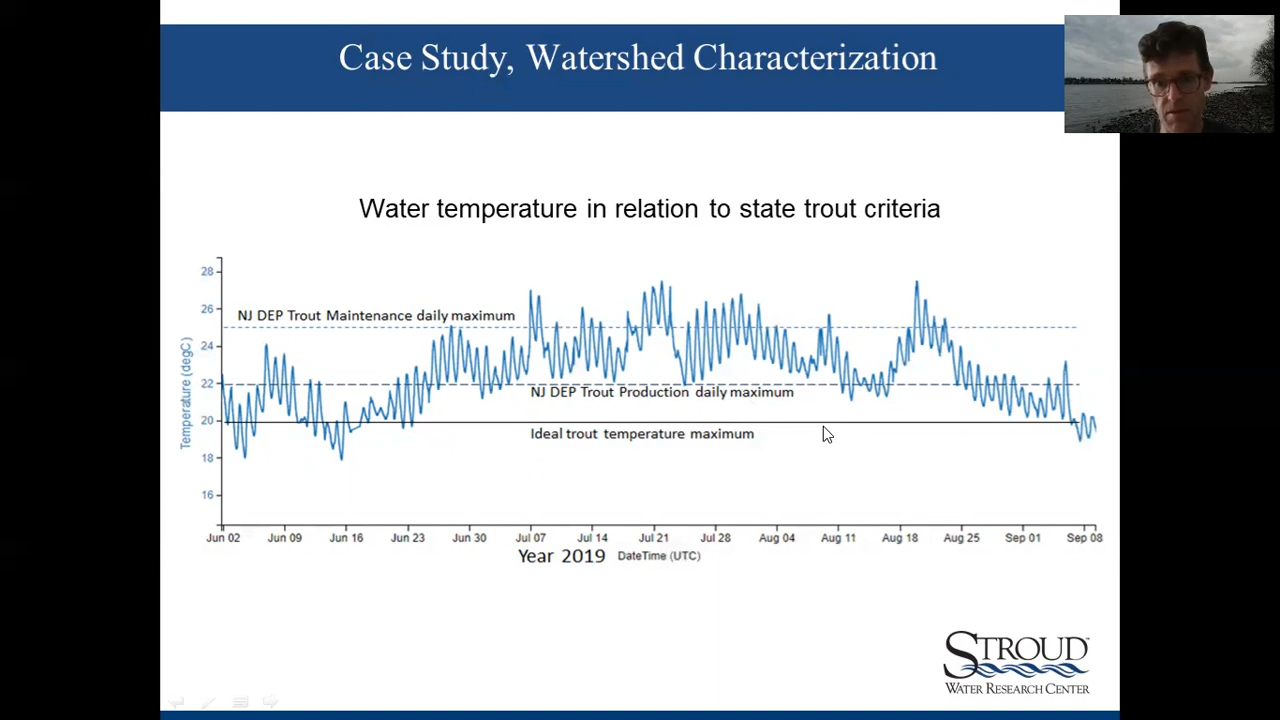 Case Study, Watershed Characterization
Water temperature in relation to state trout criteria
28
26
24
22
20
18
16
Temperature (degC)
NJ DEP Trout Maintenance daily maximum
NJ DEP Trout Production daily maximum
Ideal trout temperature maximum
Jun 02 Jun 09 Jun 16 Jun 23 Jun 30 Jul 07 Jul 14 Jul 21 Jul 28 Aug 04 Aug 11 Aug 18 Aug 25 Sep 01 Sep 08
Year 2019 DateTime (UTC)
STROUD™
WATER RESEARCH CENTER